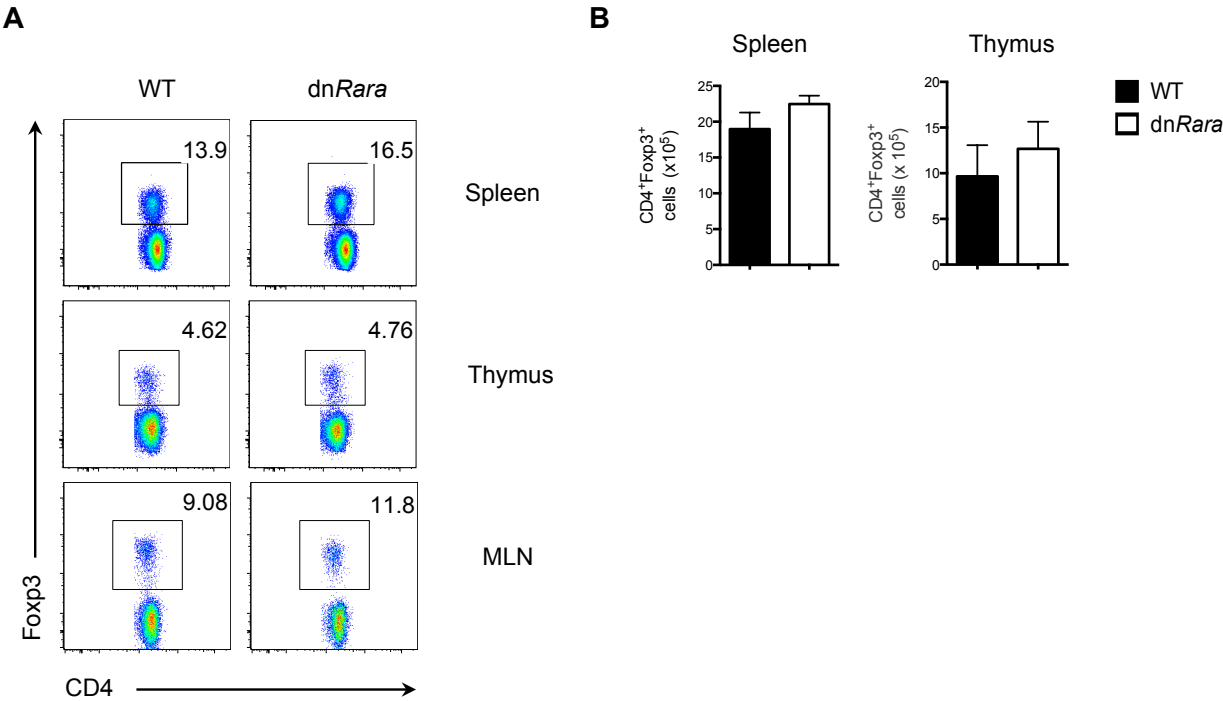 A
WT
dnRara
13.9
16.5
Spleen
4.62
4.76
Thymus
9.08
11.8
MLN
Foxp3
CD4
B
Spleen
CD4⁺Foxp3⁺
cells (x10⁵)
25
20
15
10
5
0
Thymus
CD4⁺Foxp3⁺
cells (x 10⁵)
20
15
10
5
0
WT
dnRara